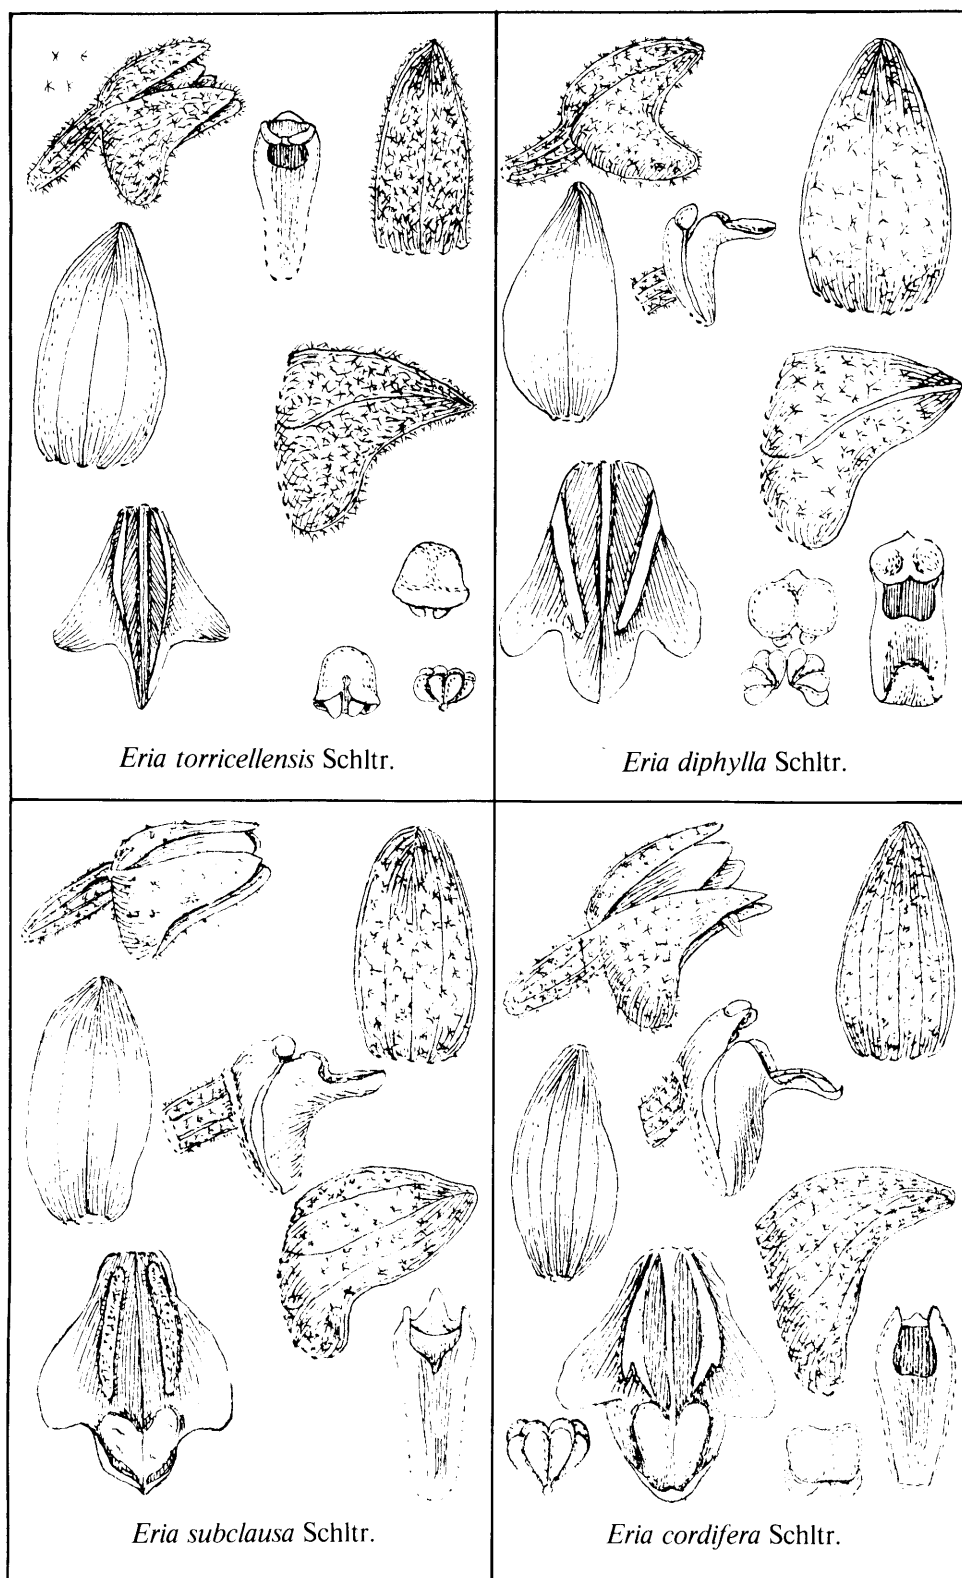 Eria torricellensis Schltr.
Eria diphylla Schltr.
Eria subclausa Schltr.
Eria cordifera Schltr.